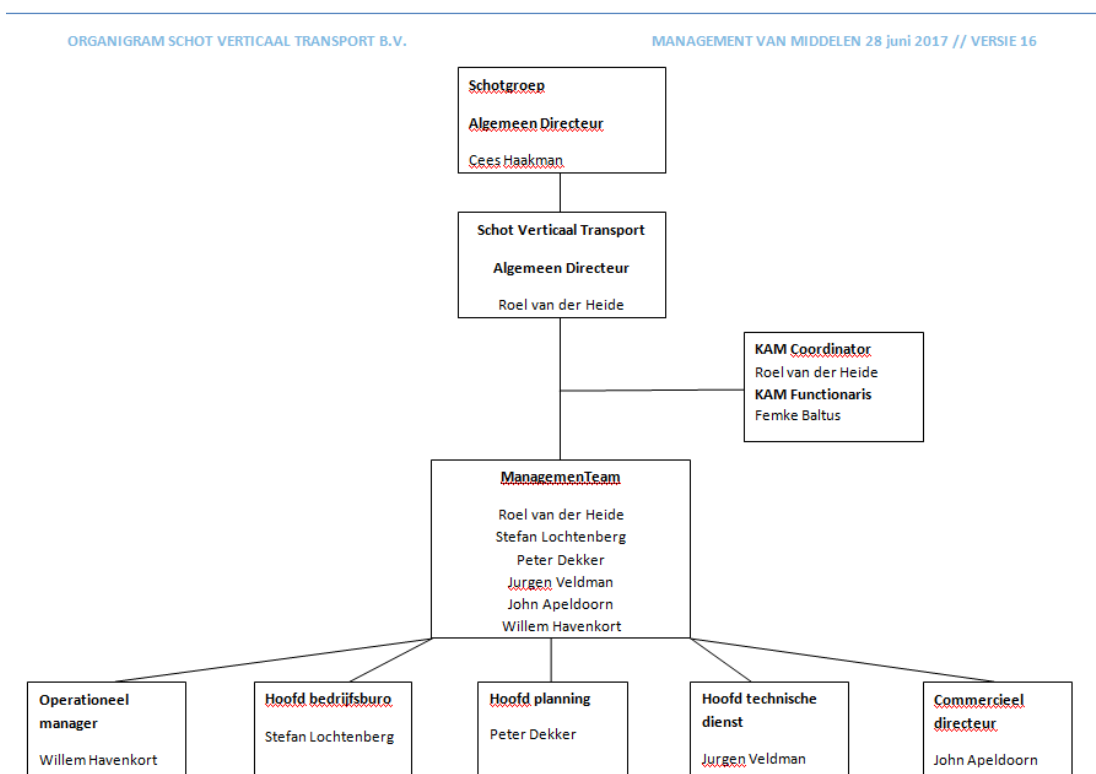 ORGANIGRAM SCHOT VERTICAAL TRANSPORT B.V.
MANAGEMENT VAN MIDDELEN 28 juni 2017 // VERSIE 16
Schotgroep
Algemeen Directeur
Cees Haakman
Schot Verticaal Transport
Algemeen Directeur
Roel van der Heide
KAM Coordinator
Roel van der Heide
KAM Functionaris
Femke Baltus
ManagemenTeam
Roel van der Heide
Stefan Lochtenberg
Peter Dekker
Jurgen Veldman
John Apeldoorn
Willem Havenkort
Operationeel
manager
Willem Havenkort
Hoofd bedrijfsburo
Stefan Lochtenberg
Hoofd planning
Peter Dekker
Hoofd technische
dienst
Jurgen Veldman
Commercieel
directeur
John Apeldoorn